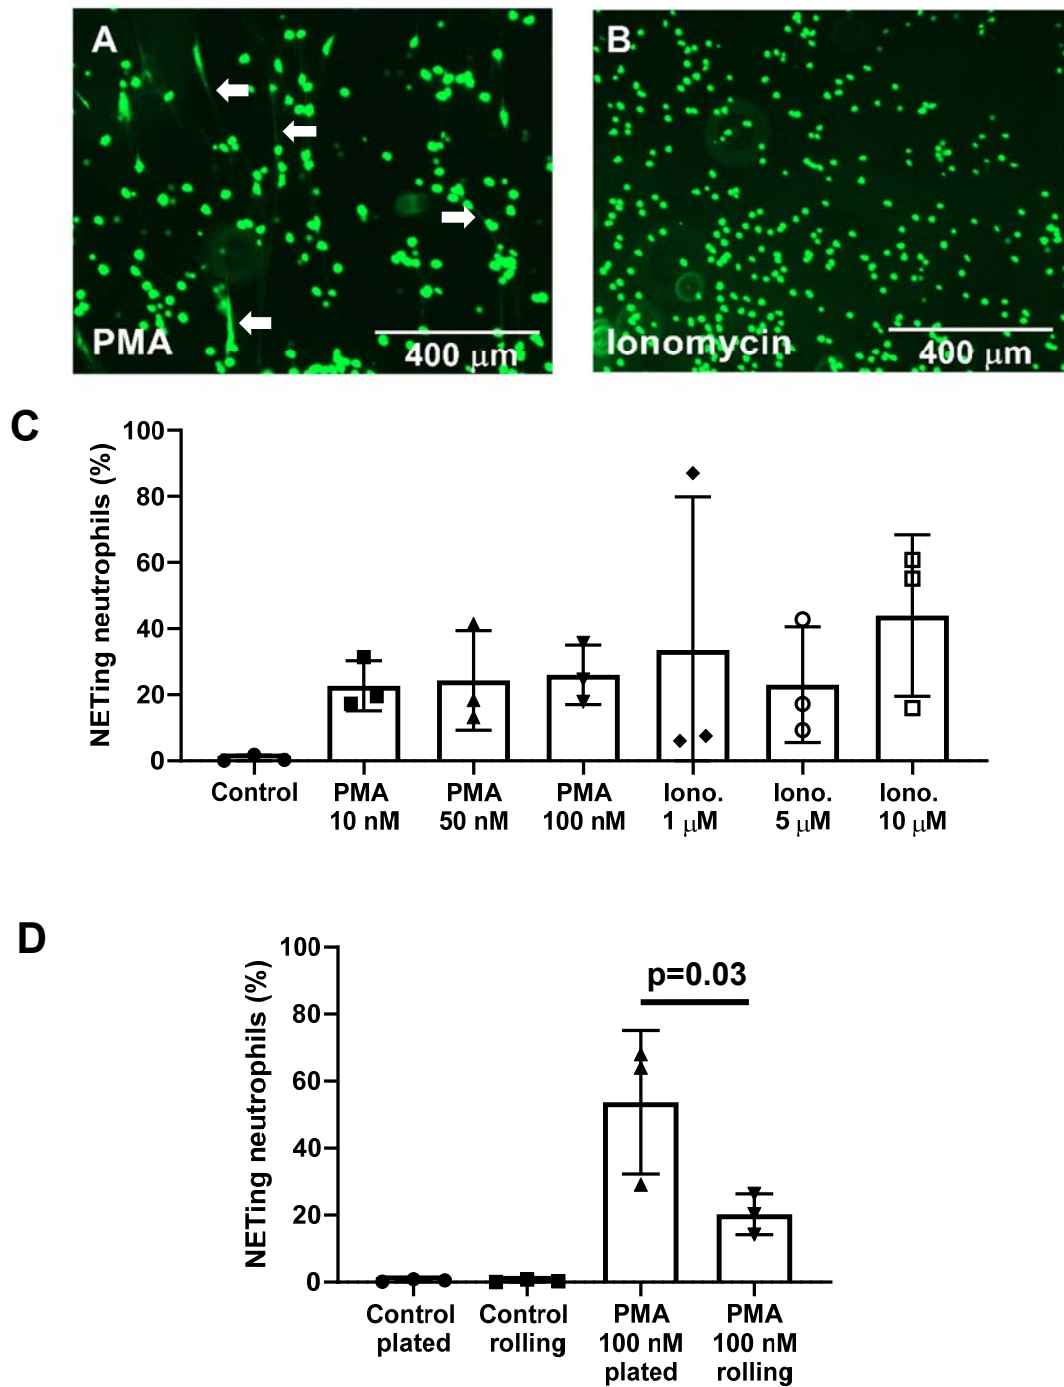 A
PMA
400 μm
B
Ionomycin
400 μm
C
NETing neutrophils (%)
100
80
60
40
20
0
Control
PMA
10 nM
PMA
50 nM
PMA
100 nM
Iono.
1 μM
Iono.
5 μM
Iono.
10 μM
D
NETing neutrophils (%)
100
80
60
40
20
0
p=0.03
Control
plated
Control
rolling
PMA
100 nM
plated
PMA
100 nM
rolling